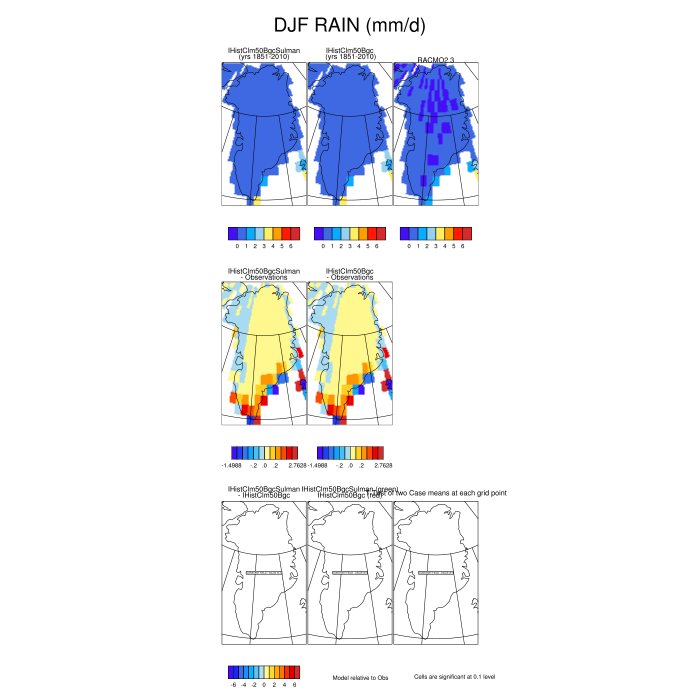 DJF RAIN (mm/d)
IHistClm50BgcSulman
(yrs 1851-2010)
IHistClm50Bgc
(yrs 1851-2010)
RACMO2.3
0 1 2 3 4 5 6
0 1 2 3 4 5 6
0 1 2 3 4 5 6
IHistClm50BgcSulman
- Observations
IHistClm50Bgc
- Observations
-1.4988 -.2 .0 .2 2.7628
-1.4988 -.2 .0 .2 2.7628
IHistClm50BgcSulman
- IHistClm50Bgc
IHistClm50BgcSulman (green)
IHistClm50Bgc (red)
of two Case means at each grid point
-6 -4 -2 0 2 4 6
Model relative to Obs
Cells are significant at 0.1 level